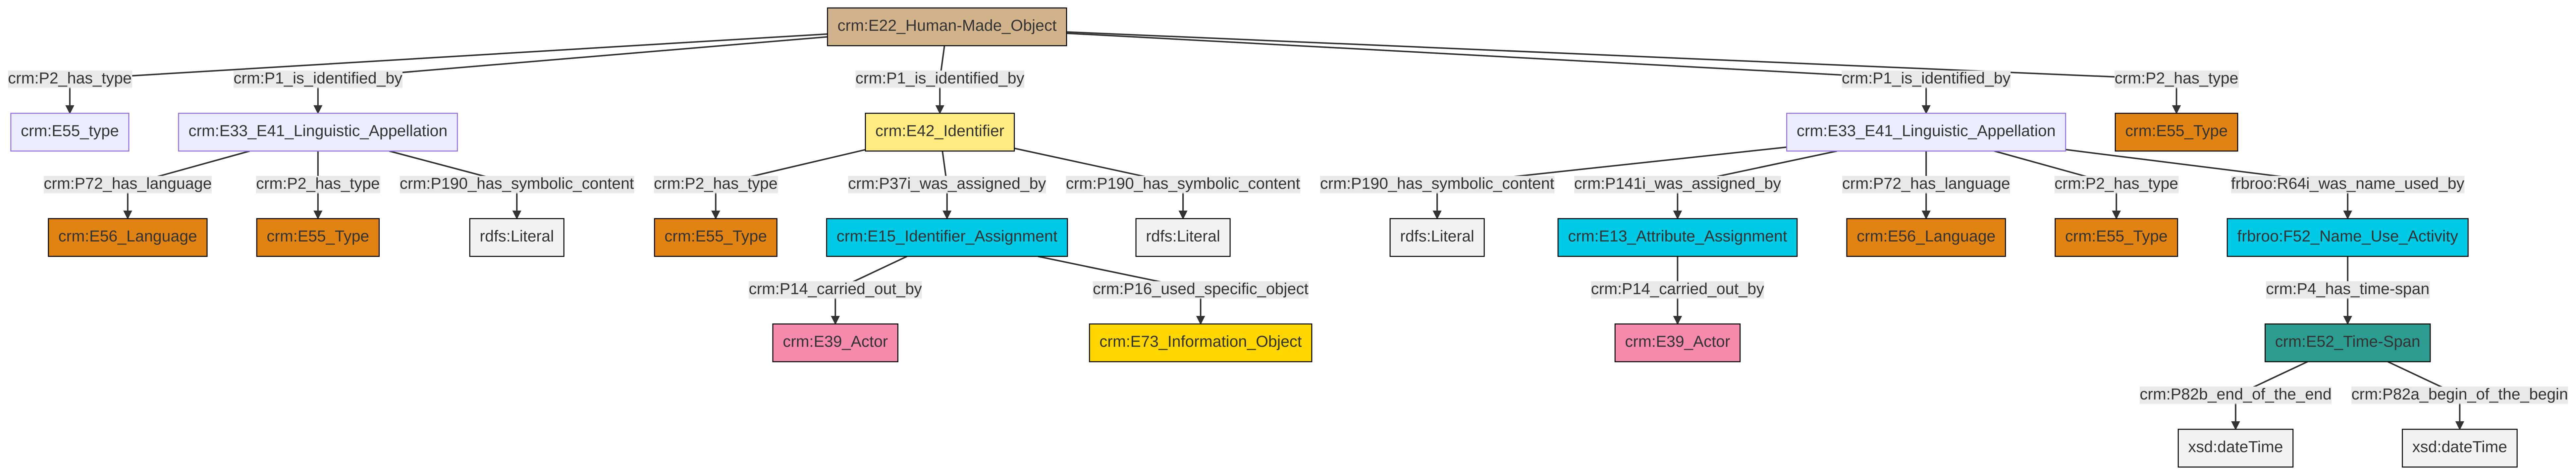 crm:E22_Human-Made_Object
crm:P2_has_type
crm:P1_is_identified_by
crm:P1_is_identified_by
crm:P1_is_identified_by
crm:P2_has_type
crm:E55_type
crm:E33_E41_Linguistic_Appellation
crm:E42_Identifier
crm:E33_E41_Linguistic_Appellation
crm:E55_Type
crm:P72_has_language
crm:P2_has_type
crm:P190_has_symbolic_content
crm:P2_has_type
crm:P37i_was_assigned_by
crm:P190_has_symbolic_content
crm:P190_has_symbolic_content
crm:P141i_was_assigned_by
crm:P72_has_language
crm:P2_has_type
frbroo:R64i_was_name_used_by
crm:E56_Language
crm:E55_Type
rdfs:Literal
crm:E55_Type
crm:E15_Identifier_Assignment
rdfs:Literal
rdfs:Literal
crm:E13_Attribute_Assignment
crm:E56_Language
crm:E55_Type
frbroo:F52_Name_Use_Activity
crm:P14_carried_out_by
crm:P16_used_specific_object
crm:P14_carried_out_by
crm:P4_has_time-span
crm:E39_Actor
crm:E73_Information_Object
crm:E39_Actor
crm:E52_Time-Span
crm:P82b_end_of_the_end
crm:P82a_begin_of_the_begin
xsd:dateTime
xsd:dateTime